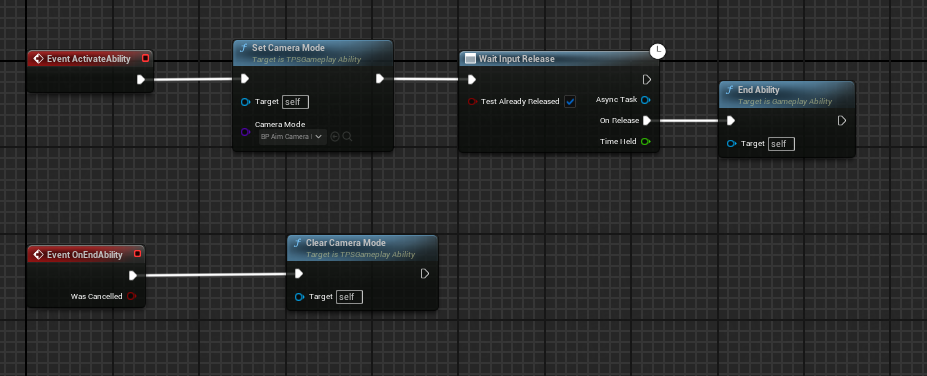 Event ActivateAbility
Set Camera Mode
Target is TPSGameplay Ability
Target self
Camera Mode
BP Aim Camera
Wait Input Release
Test Already Released
Async Task
On Release
Time Held
End Ability
Target is Gameplay Ability
Target self
Event OnEndAbility
Was Cancelled
Clear Camera Mode
Target is TPSGameplay Ability
Target self